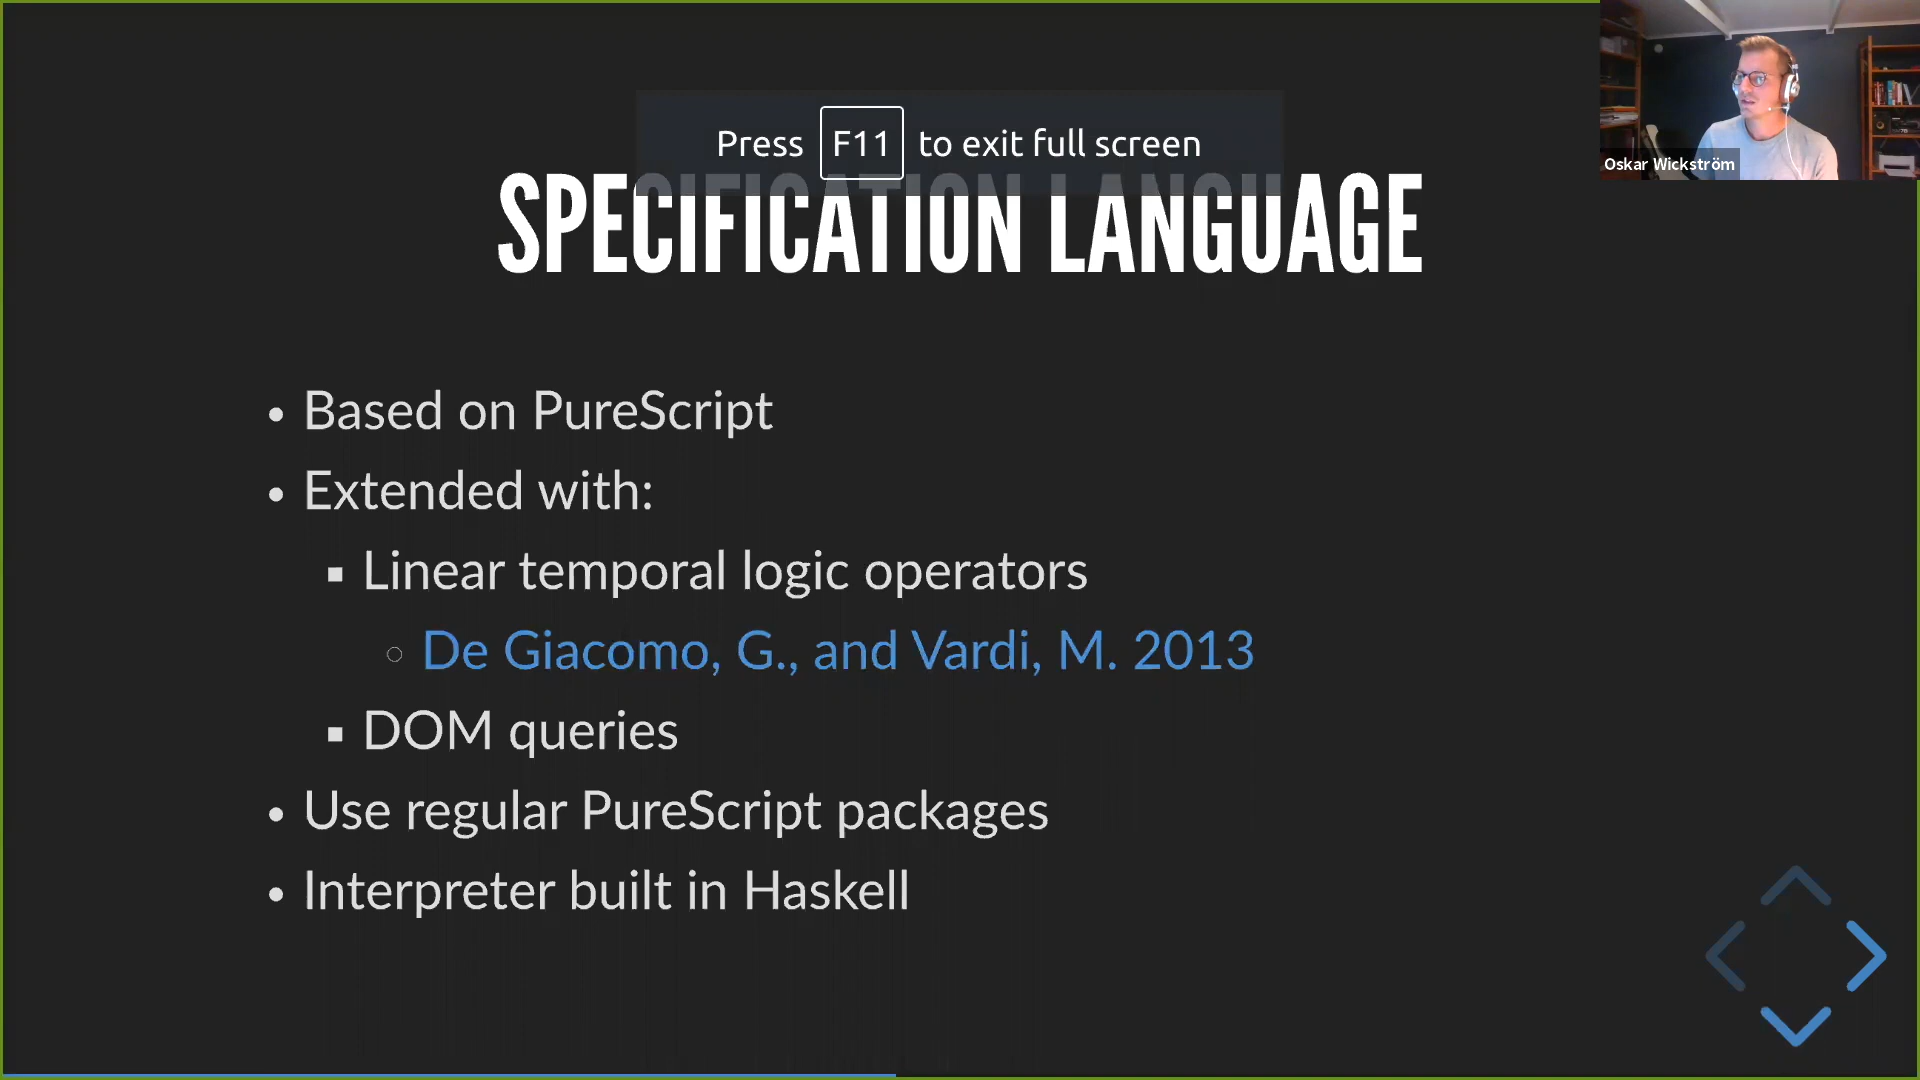 Press F11 to exit full screen
Oskar Wickström
SPECIFICATION LANGUAGE
• Based on PureScript
• Extended with:
▪ Linear temporal logic operators
○ De Giacomo, G., and Vardi, M. 2013
▪ DOM queries
• Use regular PureScript packages
• Interpreter built in Haskell